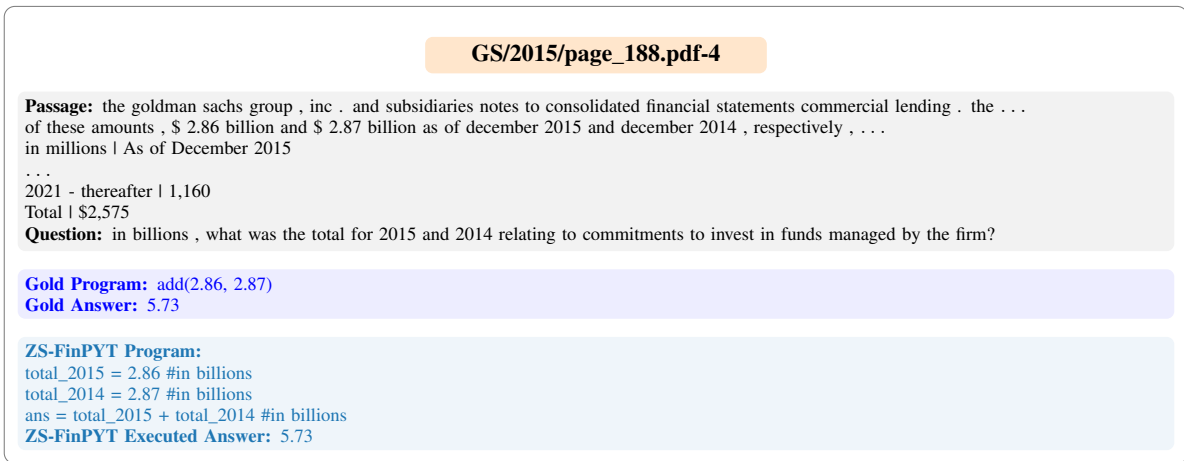 GS/2015/page_188.pdf-4
Passage: the goldman sachs group , inc . and subsidiaries notes to consolidated financial statements commercial lending . the . . .
of these amounts , $ 2.86 billion and $ 2.87 billion as of december 2015 and december 2014 , respectively , . . .
in millions | As of December 2015
. . .
2021 - thereafter | 1,160
Total | $2,575
Question: in billions , what was the total for 2015 and 2014 relating to commitments to invest in funds managed by the firm?
Gold Program: add(2.86, 2.87)
Gold Answer: 5.73
ZS-FinPYT Program:
total_2015 = 2.86 #in billions
total_2014 = 2.87 #in billions
ans = total_2015 + total_2014 #in billions
ZS-FinPYT Executed Answer: 5.73